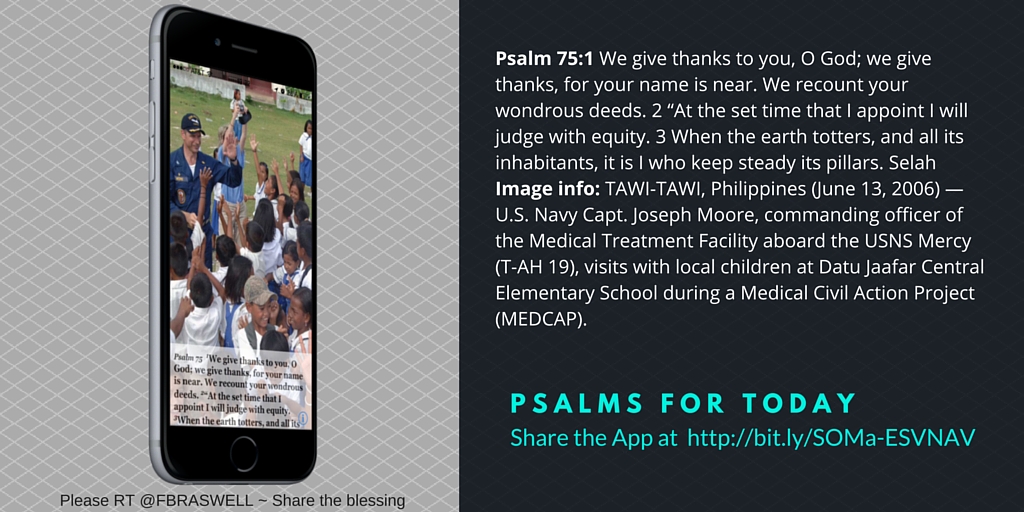 Psalm 75 ¹We give thanks to you, O
God; we give thanks, for your name
is near. We recount your wondrous
deeds. ²“At the set time that I
appoint I will judge with equity.
³When the earth totters, and all its
Please RT @FBRASWELL ~ Share the blessing
Psalm 75:1 We give thanks to you, O God; we give
thanks, for your name is near. We recount your
wondrous deeds. 2 “At the set time that I appoint I will
judge with equity. 3 When the earth totters, and all its
inhabitants, it is I who keep steady its pillars. Selah
Image info: TAWI-TAWI, Philippines (June 13, 2006) —
U.S. Navy Capt. Joseph Moore, commanding officer of
the Medical Treatment Facility aboard the USNS Mercy
(T-AH 19), visits with local children at Datu Jaafar Central
Elementary School during a Medical Civil Action Project
(MEDCAP).
PSALMS FOR TODAY
Share the App at http://bit.ly/SOMa-ESVNAV